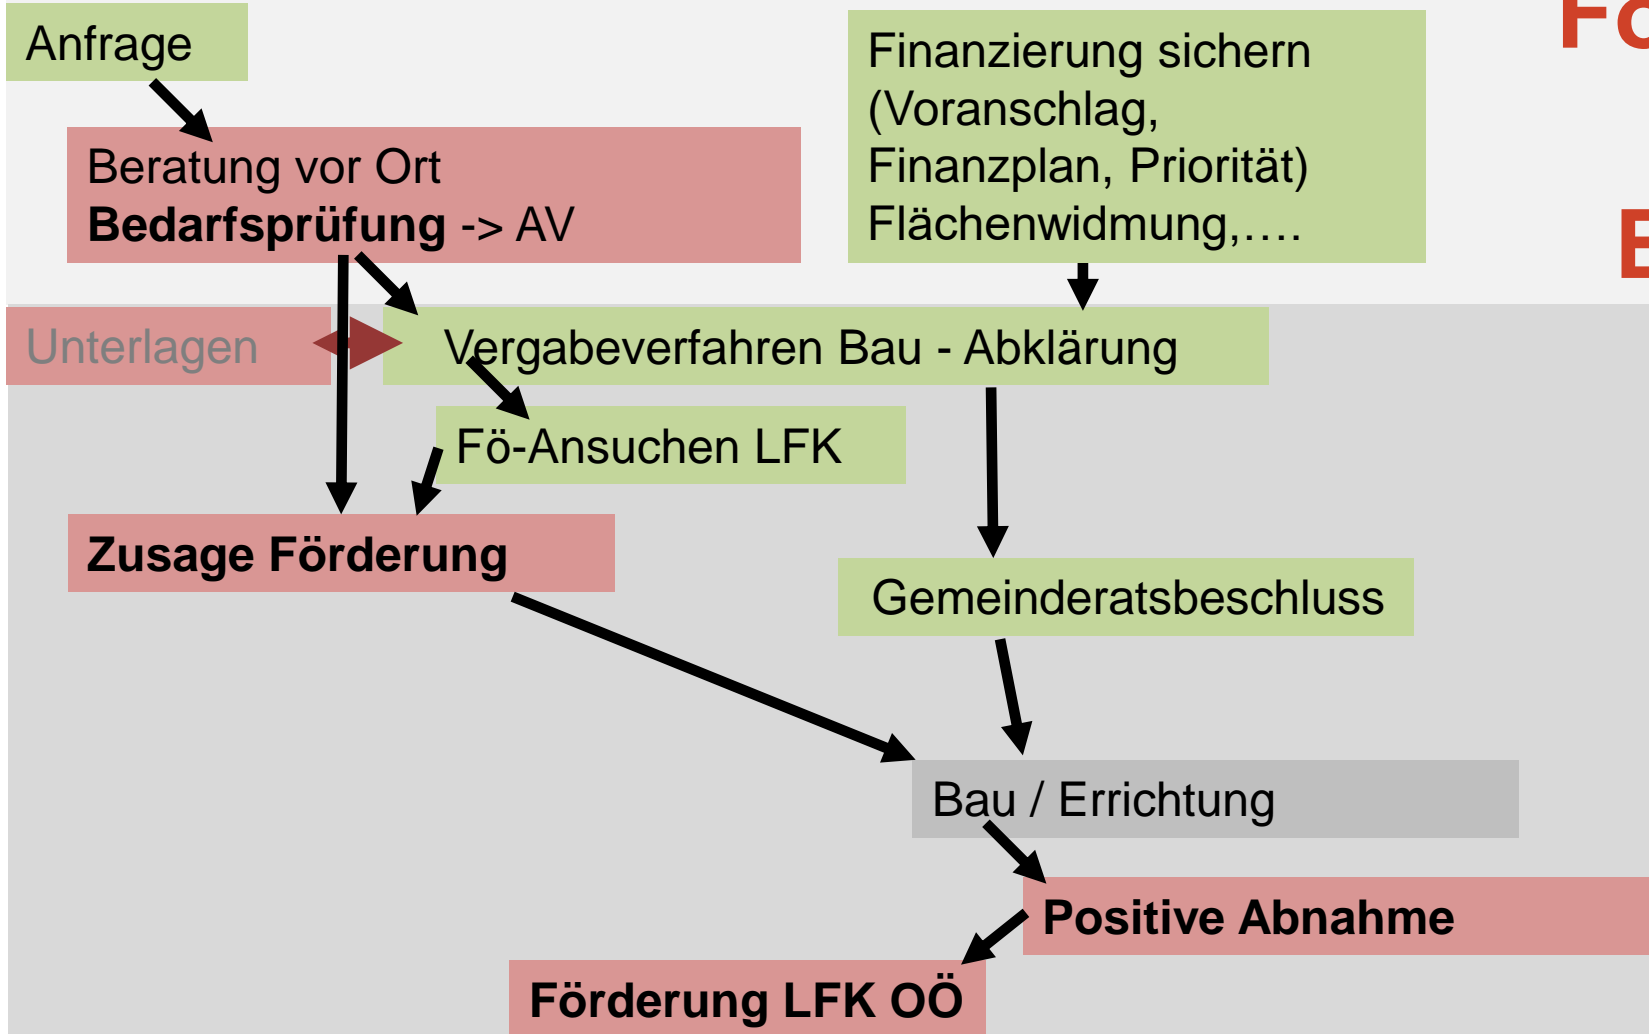 Anfrage
Beratung vor Ort
Bedarfsprüfung -> AV
Finanzierung sichern
(Voranschlag,
Finanzplan, Priorität)
Flächenwidmung,….
Unterlagen
Vergabeverfahren Bau - Abklärung
Fö-Ansuchen LFK
Zusage Förderung
Gemeinderatsbeschluss
Bau / Errichtung
Positive Abnahme
Förderung LFK OÖ